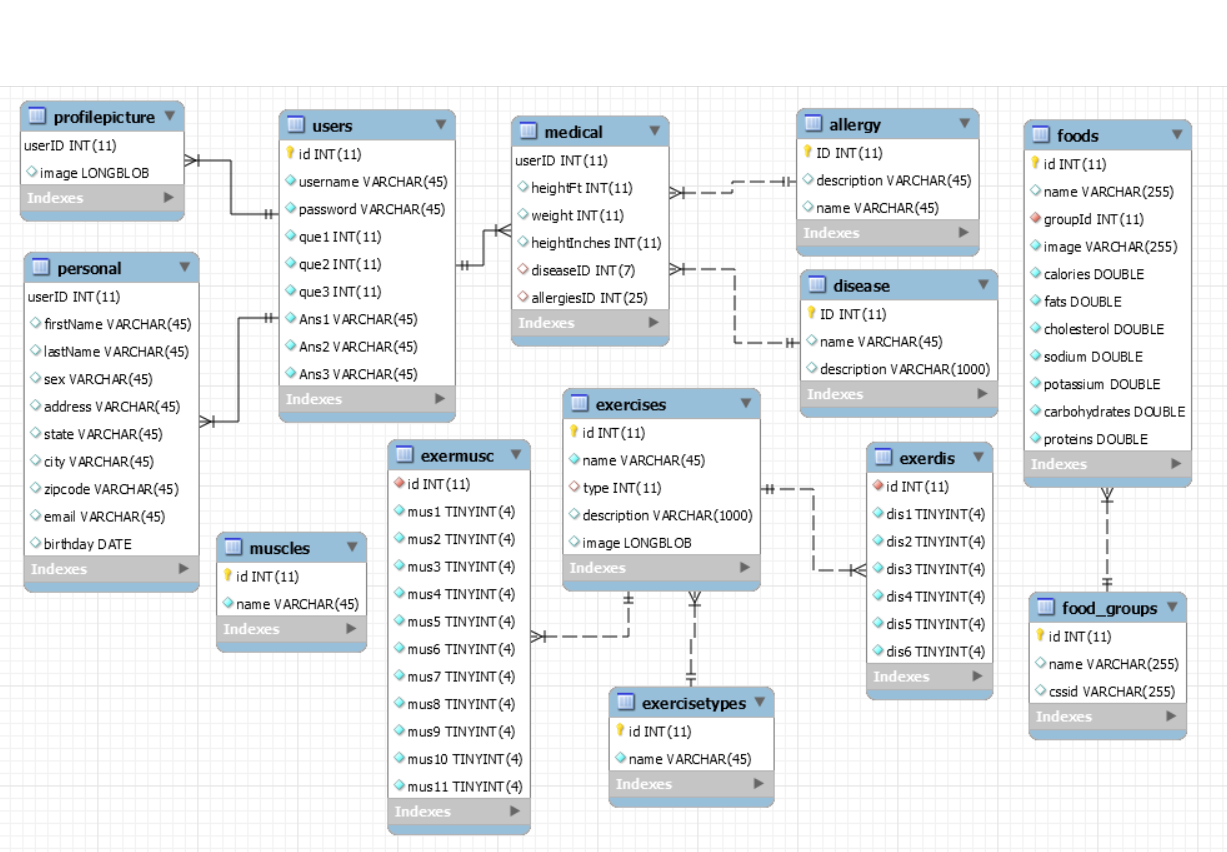 profilepicture
userID INT(11)
image LONGBLOB
Indexes
users
id INT(11)
username VARCHAR(45)
password VARCHAR(45)
que1 INT(11)
que2 INT(11)
que3 INT(11)
Ans1 VARCHAR(45)
Ans2 VARCHAR(45)
Ans3 VARCHAR(45)
Indexes
medical
userID INT(11)
heightFt INT(11)
weight INT(11)
heightInches INT(11)
diseaseID INT(7)
allergiesID INT(25)
Indexes
allergy
ID INT(11)
description VARCHAR(45)
name VARCHAR(45)
Indexes
foods
id INT(11)
name VARCHAR(255)
groupId INT(11)
image VARCHAR(255)
calories DOUBLE
fats DOUBLE
cholesterol DOUBLE
sodium DOUBLE
potassium DOUBLE
carbohydrates DOUBLE
proteins DOUBLE
Indexes
personal
userID INT(11)
firstName VARCHAR(45)
lastName VARCHAR(45)
sex VARCHAR(45)
address VARCHAR(45)
state VARCHAR(45)
city VARCHAR(45)
zipcode VARCHAR(45)
email VARCHAR(45)
birthday DATE
Indexes
disease
ID INT(11)
name VARCHAR(45)
description VARCHAR(1000)
Indexes
exercises
id INT(11)
name VARCHAR(45)
type INT(11)
description VARCHAR(1000)
image LONGBLOB
Indexes
exermusc
id INT(11)
mus1 TINYINT(4)
mus2 TINYINT(4)
mus3 TINYINT(4)
mus4 TINYINT(4)
mus5 TINYINT(4)
mus6 TINYINT(4)
mus7 TINYINT(4)
mus8 TINYINT(4)
mus9 TINYINT(4)
mus10 TINYINT(4)
mus11 TINYINT(4)
Indexes
exerdis
id INT(11)
dis1 TINYINT(4)
dis2 TINYINT(4)
dis3 TINYINT(4)
dis4 TINYINT(4)
dis5 TINYINT(4)
dis6 TINYINT(4)
Indexes
muscles
id INT(11)
name VARCHAR(45)
Indexes
food_groups
id INT(11)
name VARCHAR(255)
cssid VARCHAR(255)
Indexes
exercisetypes
id INT(11)
name VARCHAR(45)
Indexes